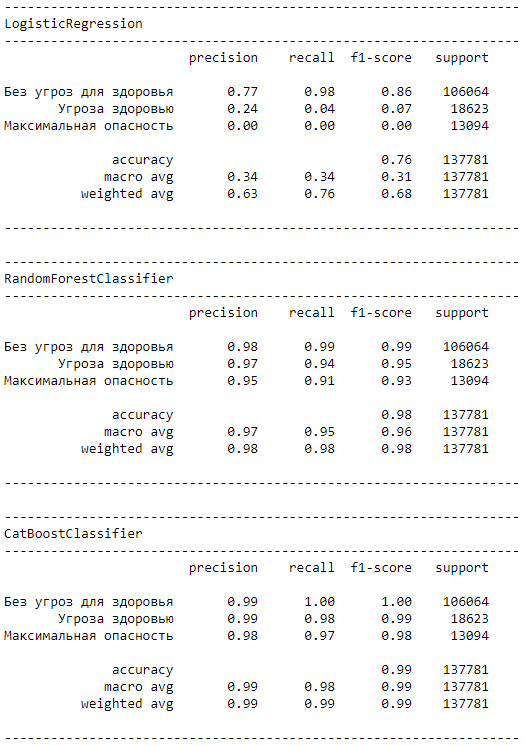 --------------------------------------------------------------------
LogisticRegression
--------------------------------------------------------------------
                        precision    recall  f1-score   support

Без угроз для здоровья       0.77      0.98      0.86    106064
       Угроза здоровью       0.24      0.04      0.07     18623
Максимальная опасность       0.00      0.00      0.00     13094

              accuracy                           0.76    137781
             macro avg       0.34      0.34      0.31    137781
          weighted avg       0.63      0.76      0.68    137781

--------------------------------------------------------------------

--------------------------------------------------------------------
RandomForestClassifier
--------------------------------------------------------------------
                        precision    recall  f1-score   support

Без угроз для здоровья       0.98      0.99      0.99    106064
       Угроза здоровью       0.97      0.94      0.95     18623
Максимальная опасность       0.95      0.91      0.93     13094

              accuracy                           0.98    137781
             macro avg       0.97      0.95      0.96    137781
          weighted avg       0.98      0.98      0.98    137781

--------------------------------------------------------------------

--------------------------------------------------------------------
CatBoostClassifier
--------------------------------------------------------------------
                        precision    recall  f1-score   support

Без угроз для здоровья       0.99      1.00      1.00    106064
       Угроза здоровью       0.99      0.98      0.99     18623
Максимальная опасность       0.98      0.97      0.98     13094

              accuracy                           0.99    137781
             macro avg       0.99      0.98      0.99    137781
          weighted avg       0.99      0.99      0.99    137781

--------------------------------------------------------------------